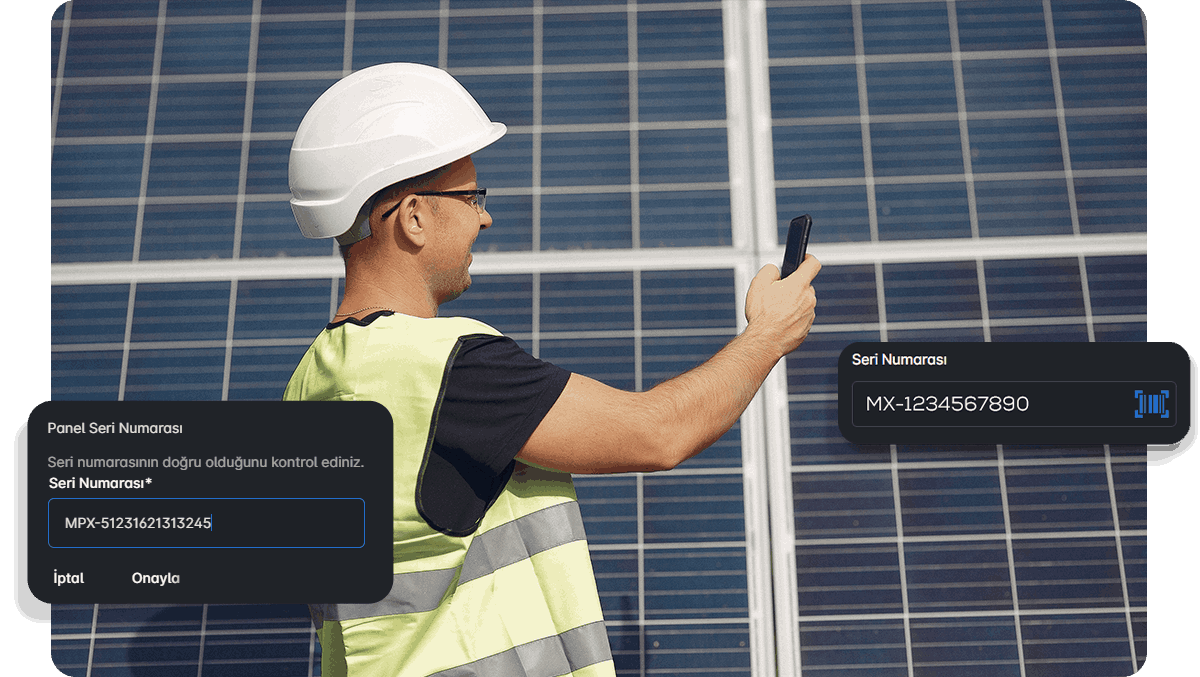 Seri Numarası
MX-1234567890
Panel Seri Numarası
Seri numarasının doğru olduğunu kontrol ediniz.
Seri Numarası*
MPX-51231621313245
İptal
Onayla